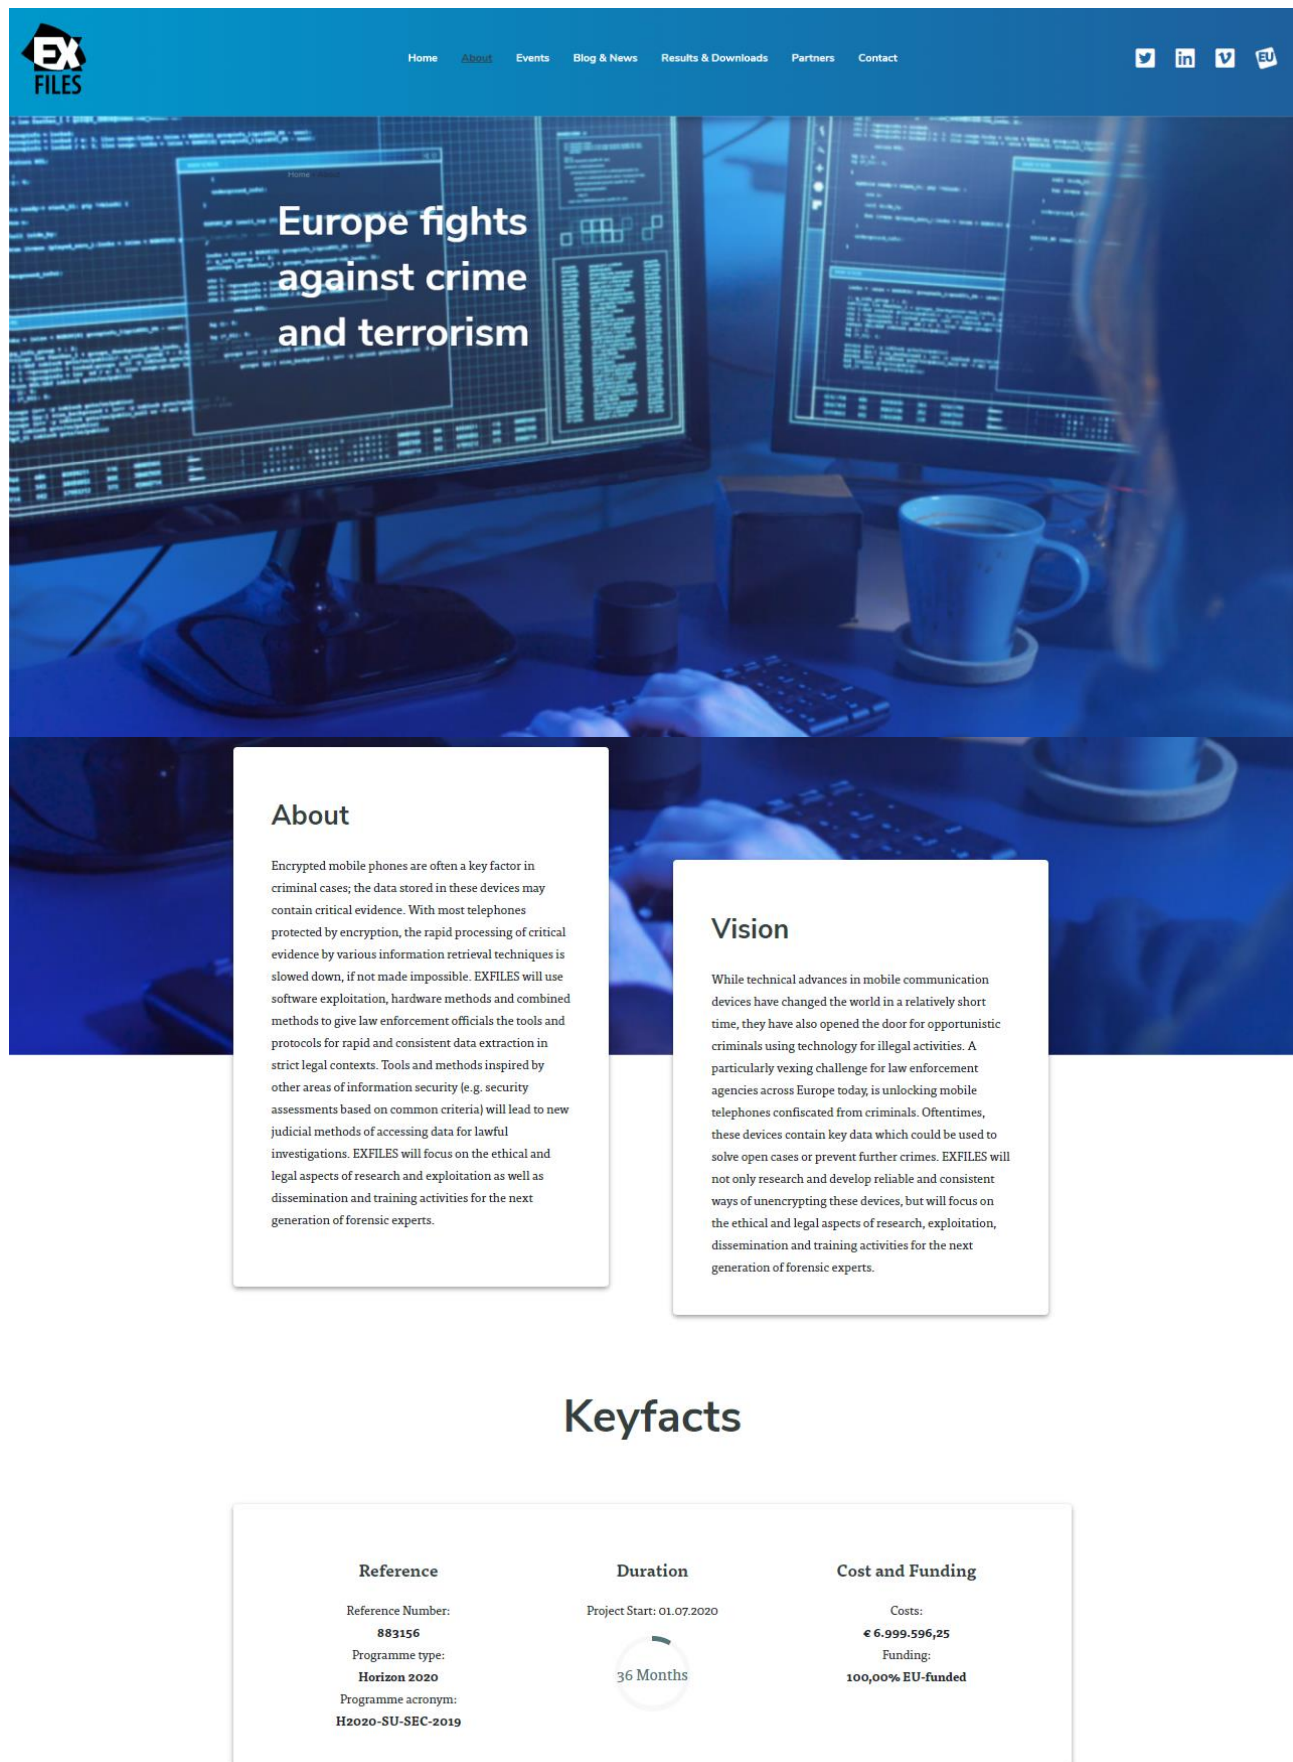 EX
FILES
Home
About
Events
Blog & News
Results & Downloads
Partners
Contact
EU
Home
Europe fights
against crime
and terrorism
About
Encrypted mobile phones are often a key factor in
criminal cases; the data stored in these devices may
contain critical evidence. With most telephones
protected by encryption, the rapid processing of critical
evidence by various information retrieval techniques is
slowed down, if not made impossible. EXFILES will use
software exploitation, hardware methods and combined
methods to give law enforcement officials the tools and
protocols for rapid and consistent data extraction in
strict legal contexts. Tools and methods inspired by
other areas of information security (e.g. security
assessments based on common criteria) will lead to new
judicial methods of accessing data for lawful
investigations. EXFILES will focus on the ethical and
legal aspects of research and exploitation as well as
dissemination and training activities for the next
generation of forensic experts.
Vision
While technical advances in mobile communication
devices have changed the world in a relatively short
time, they have also opened the door for opportunistic
criminals using technology for illegal activities. A
particularly vexing challenge for law enforcement
agencies across Europe today, is unlocking mobile
telephones confiscated from criminals. Oftentimes,
these devices contain key data which could be used to
solve open cases or prevent further crimes. EXFILES will
not only research and develop reliable and consistent
ways of unencrypting these devices, but will focus on
the ethical and legal aspects of research, exploitation,
dissemination and training activities for the next
generation of forensic experts.
Keyfacts
Reference
Reference Number:
883156
Programme type:
Horizon 2020
Programme acronym:
H2020-SU-SEC-2019
Duration
Project Start: 01.07.2020
36 Months
Cost and Funding
Costs:
€ 6.999.596,25
Funding:
100,00% EU-funded